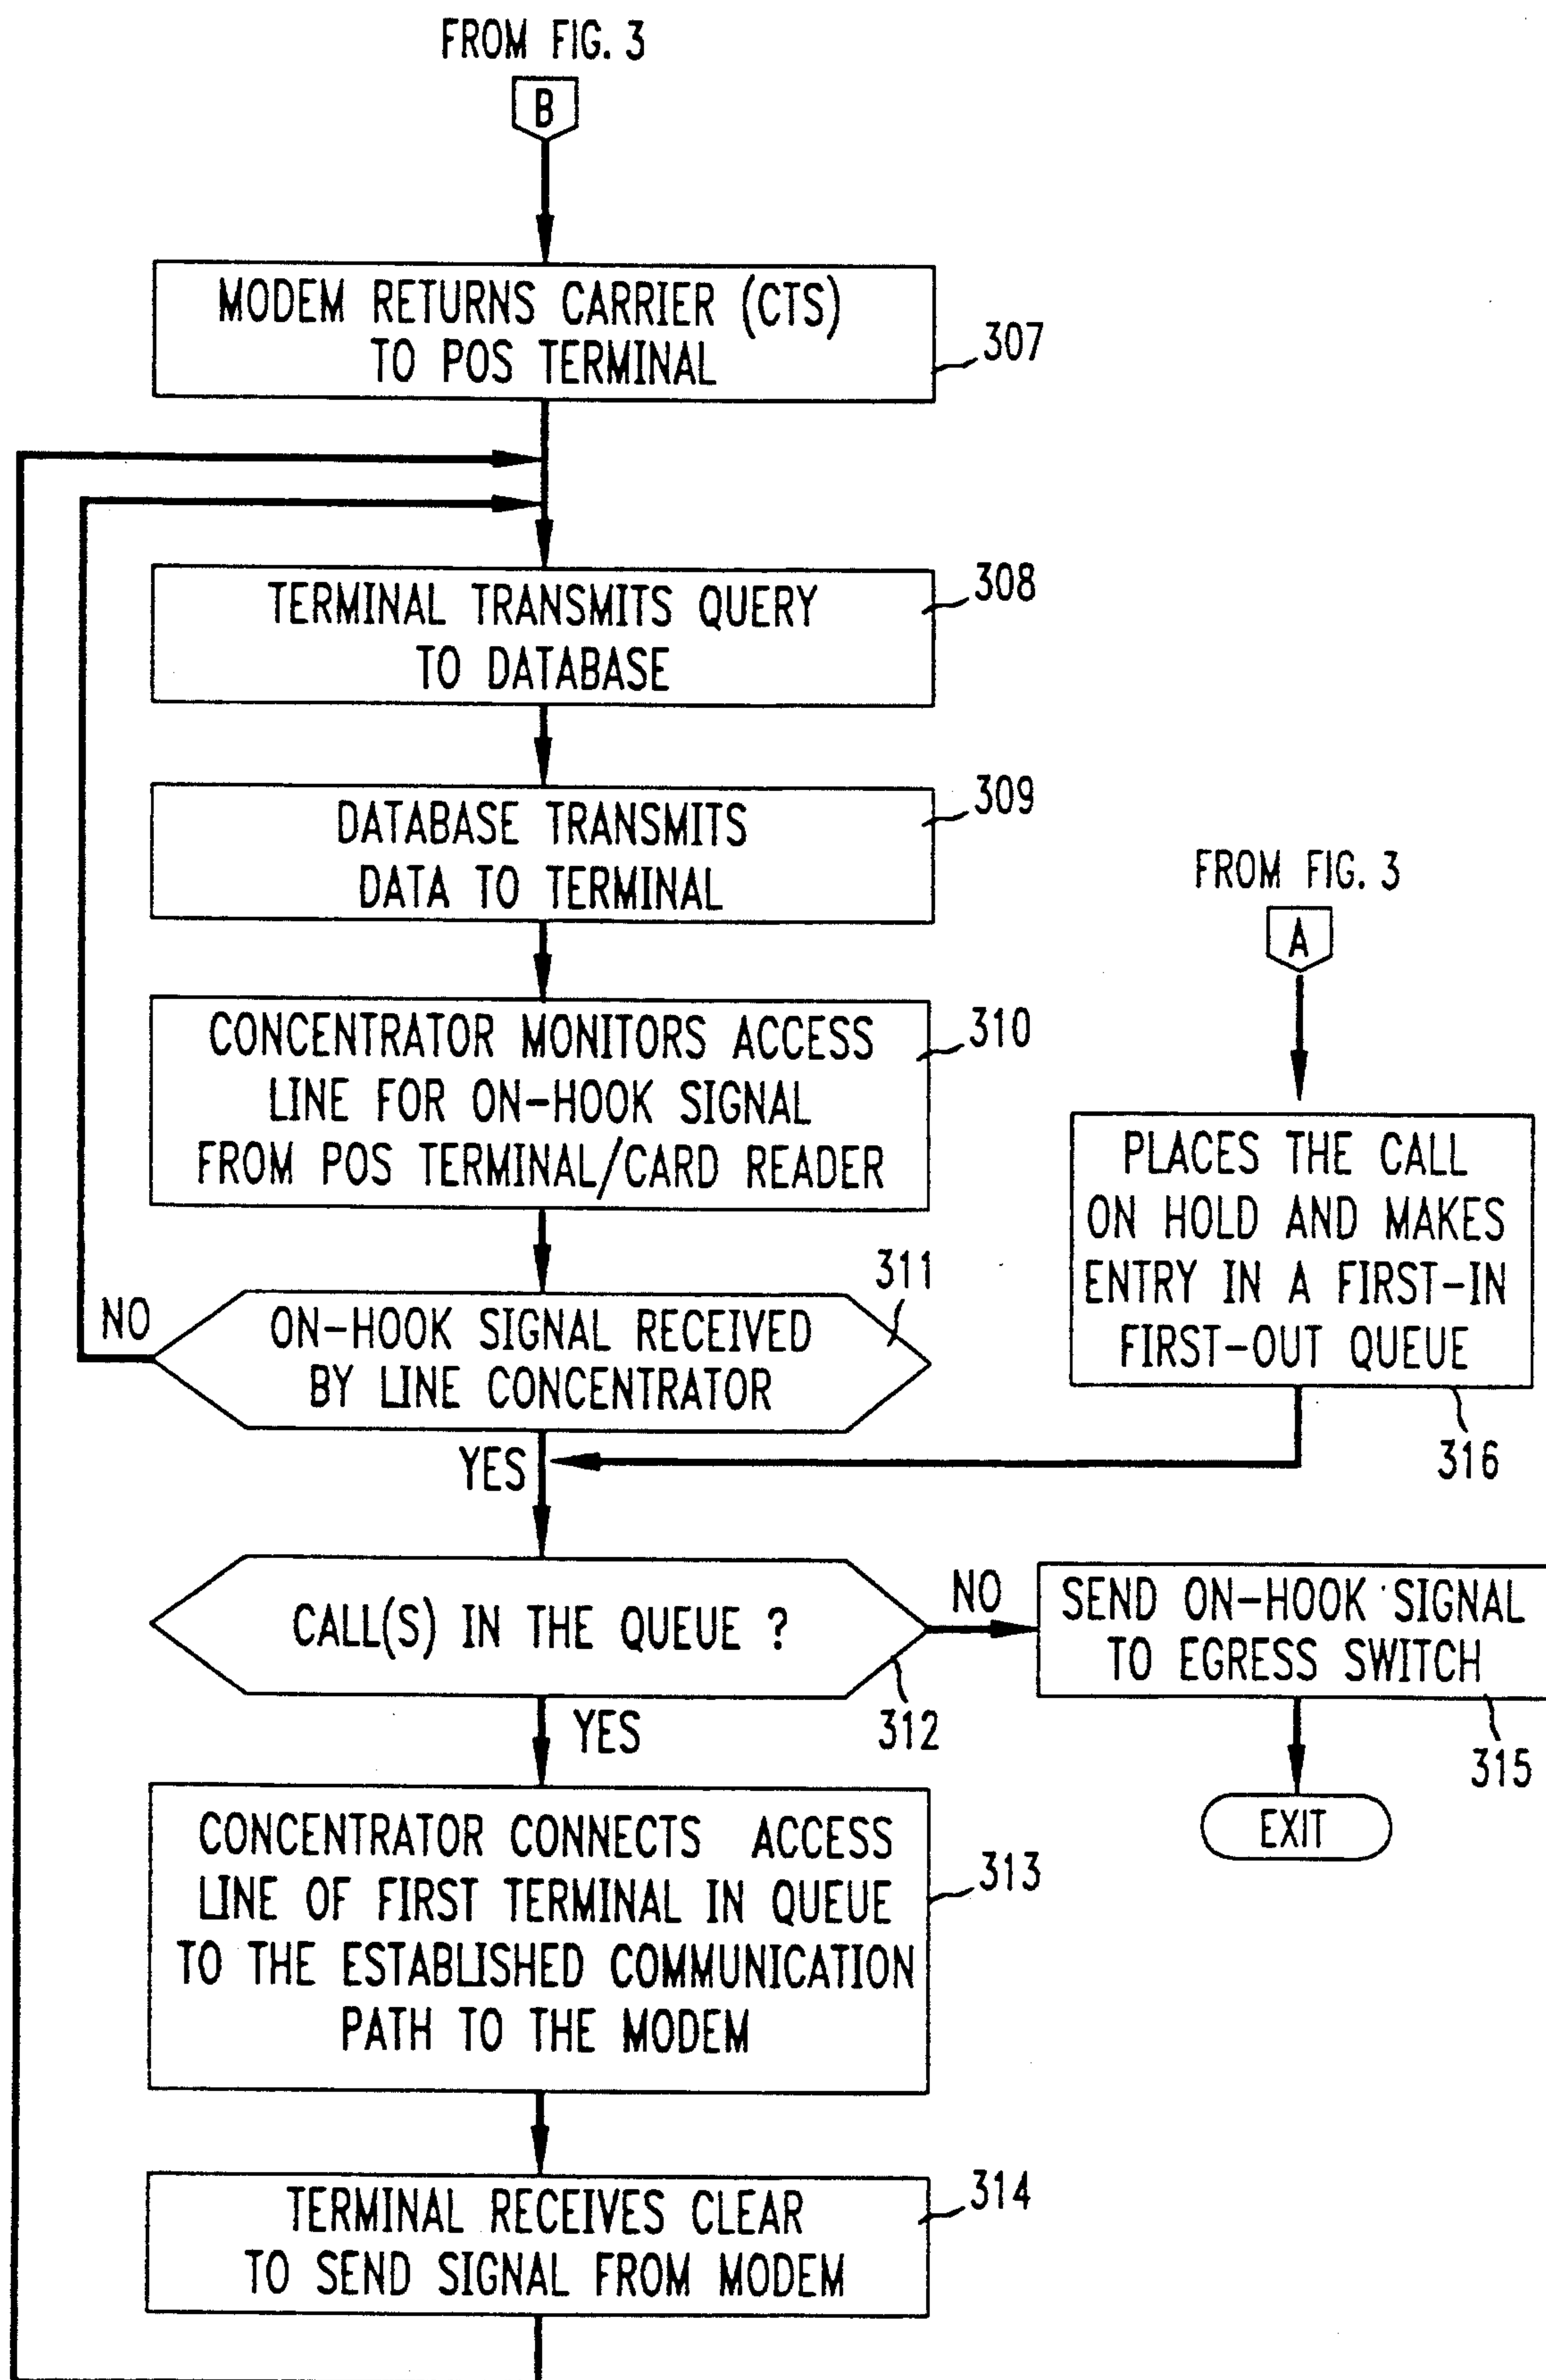 FROM FIG. 3
B
MODEM RETURNS CARRIER (CTS)
TO POS TERMINAL
307
TERMINAL TRANSMITS QUERY
TO DATABASE
308
DATABASE TRANSMITS
DATA TO TERMINAL
309
FROM FIG. 3
A
CONCENTRATOR MONITORS ACCESS
LINE FOR ON-HOOK SIGNAL
FROM POS TERMINAL/CARD READER
310
PLACES THE CALL
ON HOLD AND MAKES
ENTRY IN A FIRST-IN
FIRST-OUT QUEUE
316
NO
ON-HOOK SIGNAL RECEIVED
BY LINE CONCENTRATOR
311
YES
CALL(S) IN THE QUEUE ?
312
NO
SEND ON-HOOK SIGNAL
TO EGRESS SWITCH
315
EXIT
YES
CONCENTRATOR CONNECTS ACCESS
LINE OF FIRST TERMINAL IN QUEUE
TO THE ESTABLISHED COMMUNICATION
PATH TO THE MODEM
313
TERMINAL RECEIVES CLEAR
TO SEND SIGNAL FROM MODEM
314